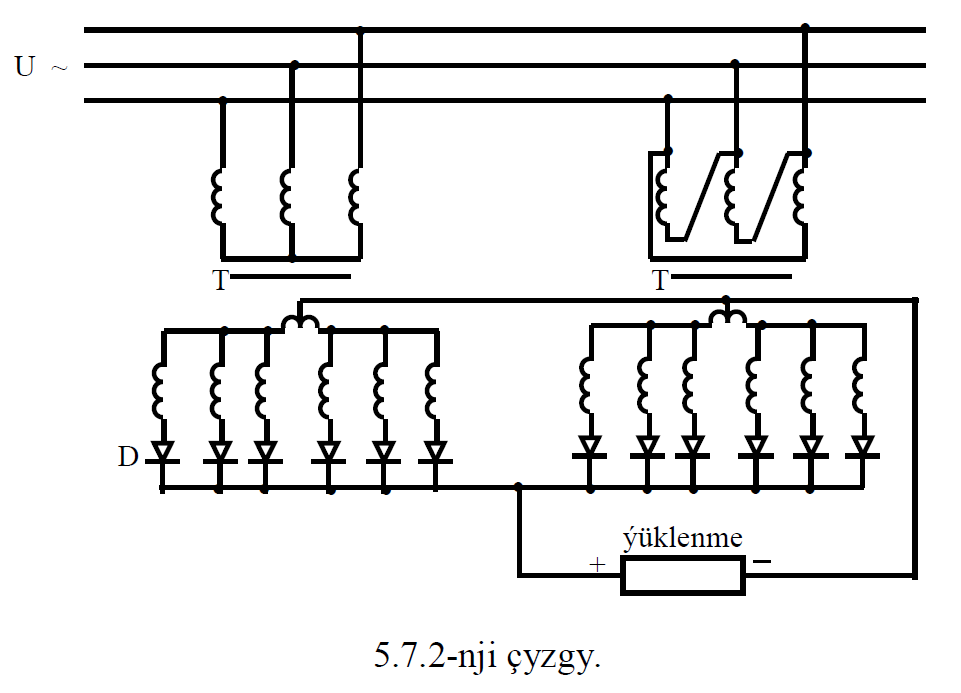 U ~
T
T
D
ýüklenme
+ −
5.7.2-nji çyzgy.